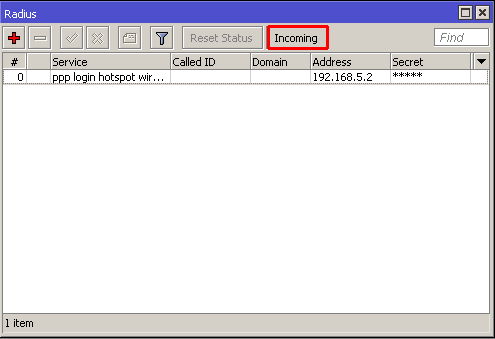 Radius
Reset Status Incoming Find
# Service Called ID Domain Address Secret
0 ppp login hotspot wir... 192.168.5.2 *****
1 item